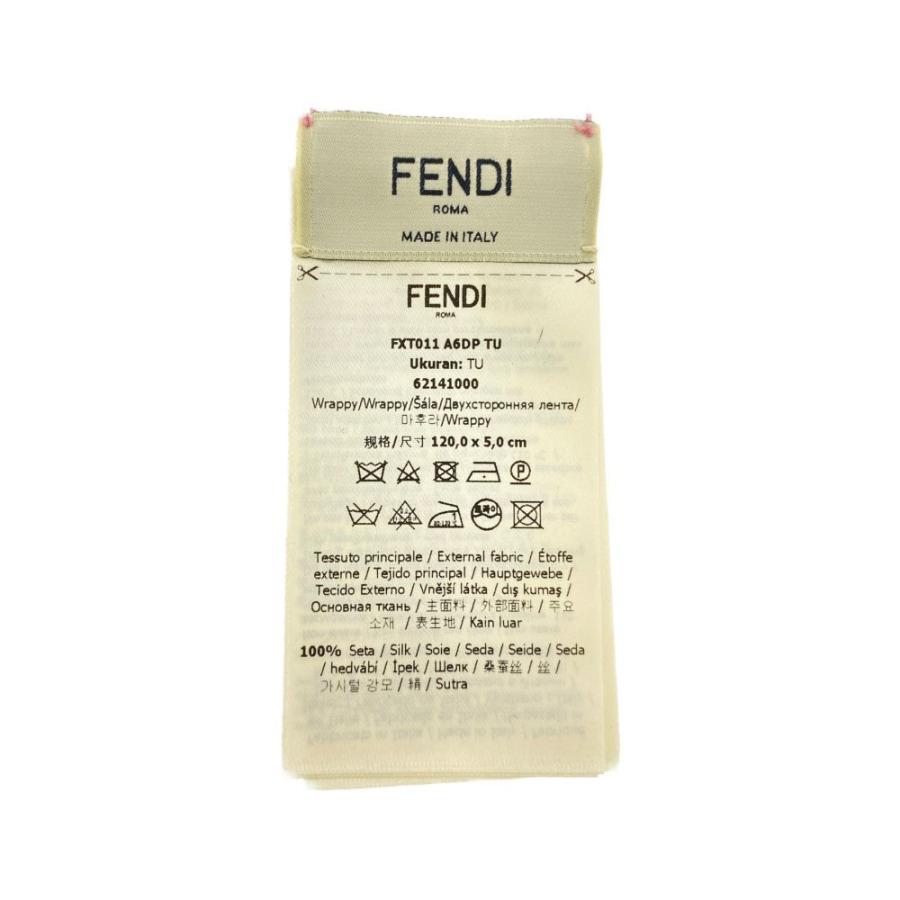 FENDI
ROMA
MADE IN ITALY
FENDI
ROMA
FXT011 A6DP TU
Ukuran: TU
62141000
Wrappy/Wrappy/Šála/Двухсторонняя лента/
마후라/Wrappy
规格/尺寸 120,0 x 5,0 cm
P
드라이
Tessuto principale / External fabric / Étoffe
externe / Tejido principal / Hauptgewebe /
Tecido Externo / Vnější látka / dış kumaş /
Основная ткань / 主面料 / 外部面料 / 주요
소재 / 表生地 / Kain luar
100% Seta / Silk / Soie / Seda / Seide / Seda
/ hedvábí / İpek / Шелк / 桑蚕丝 / 丝 /
가시털 강모 / 絹 / Sutra